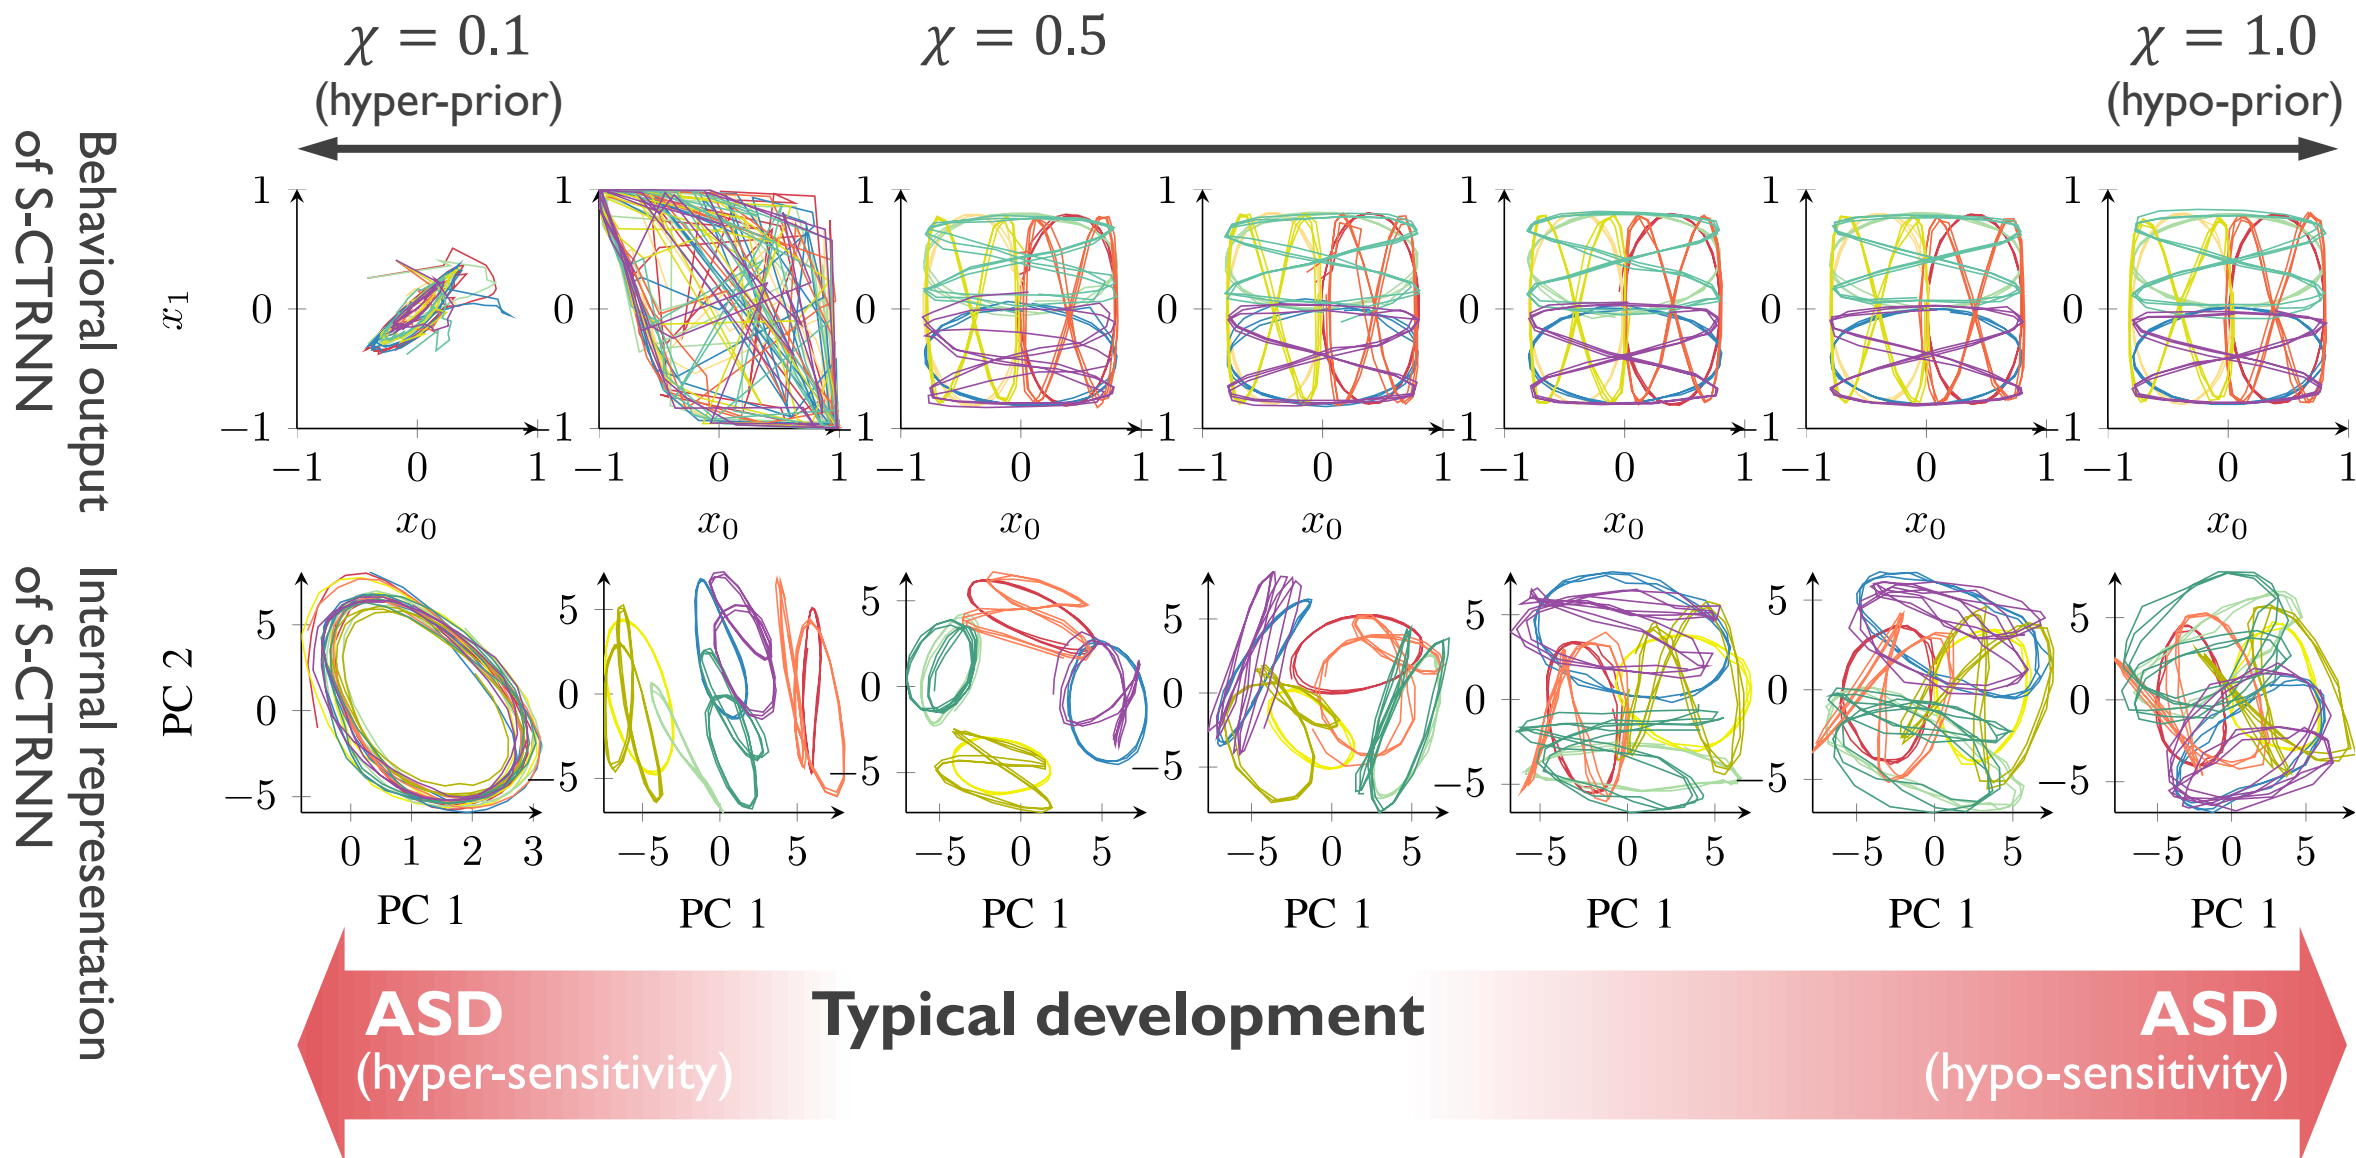 χ = 0.1
(hyper-prior)
χ = 0.5
χ = 1.0
(hypo-prior)
Behavioral output
of S-CTRNN
x₁
1
0
−1
−1 0 1
x₀
1
0
−1
−1 0 1
x₀
1
0
−1
−1 0 1
x₀
1
0
−1
−1 0 1
x₀
1
0
−1
−1 0 1
x₀
1
0
−1
−1 0 1
x₀
1
0
−1
−1 0 1
x₀
Internal representation
of S-CTRNN
PC 2
5
0
−5
0 1 2 3
PC 1
5
0
−5
−5 0 5
PC 1
5
0
−5
−5 0 5
PC 1
5
0
−5
−5 0 5
PC 1
5
0
−5
−5 0 5
PC 1
5
0
−5
−5 0 5
PC 1
5
0
−5
−5 0 5
PC 1
ASD
(hyper-sensitivity)
Typical development
ASD
(hypo-sensitivity)